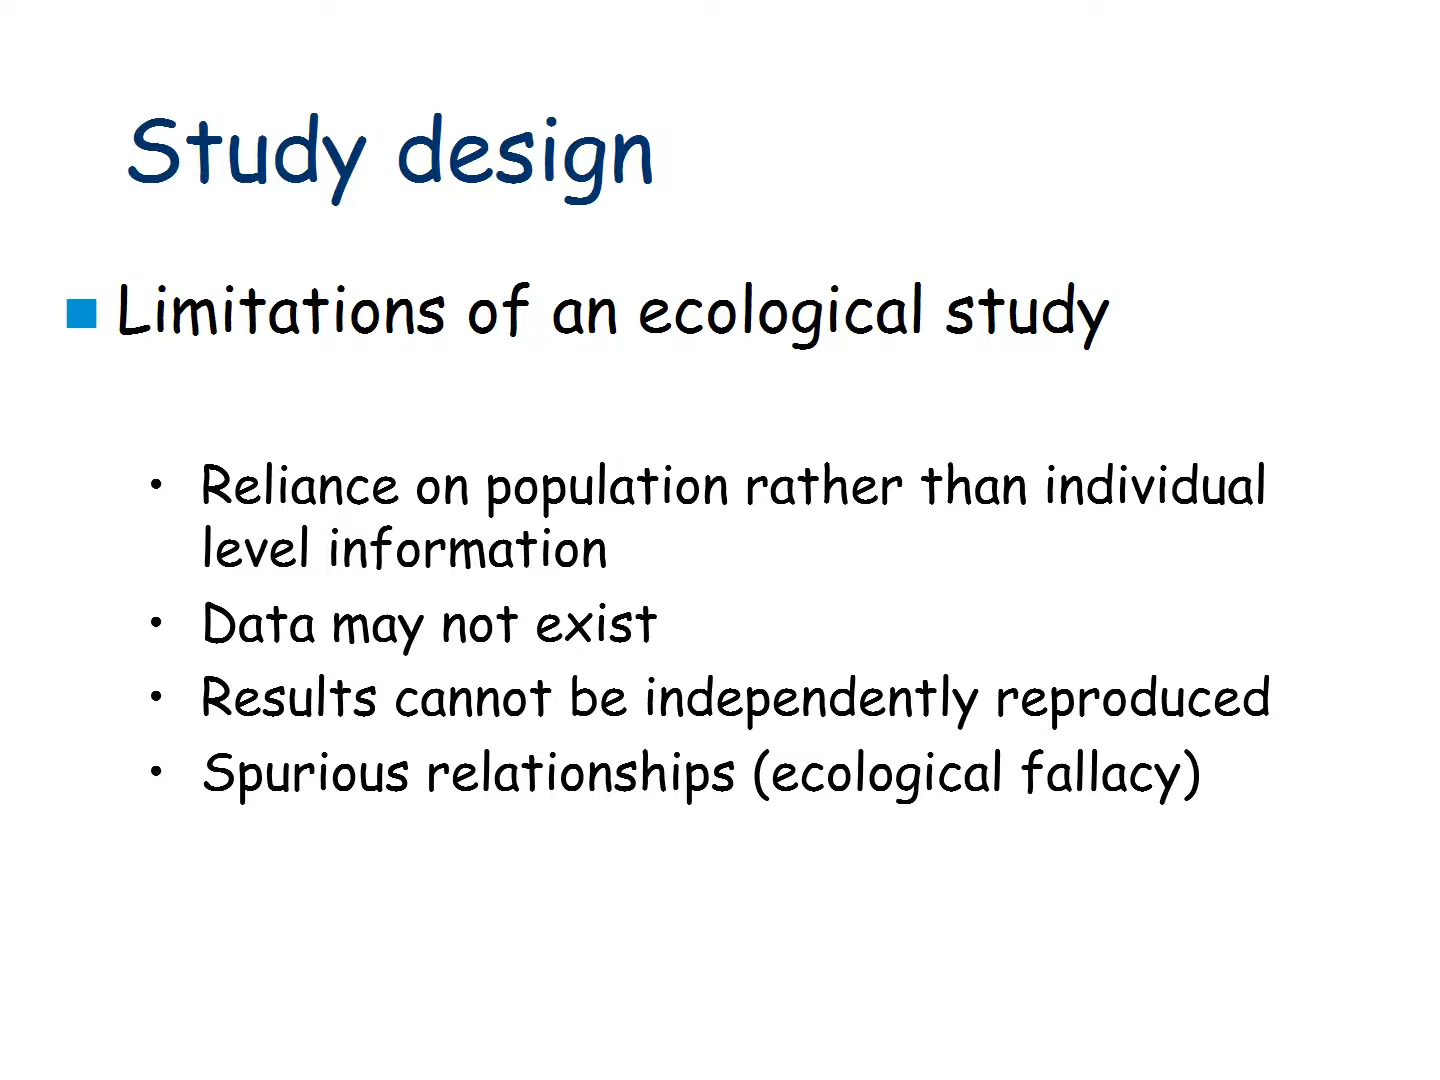 Study design
Limitations of an ecological study
• Reliance on population rather than individual
level information
• Data may not exist
• Results cannot be independently reproduced
• Spurious relationships (ecological fallacy)